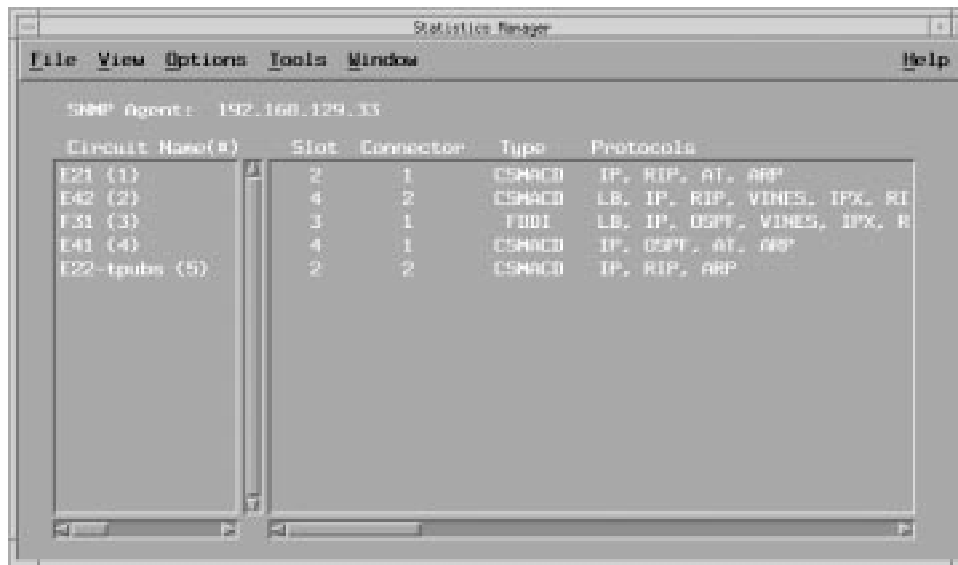 Statistics Manager
File View Options Tools Window Help
SNMP Agent: 192.168.129.33
Circuit Name(#) Slot Connector Type Protocols
E21 (1) 2 1 CSMACD IP, RIP, AT, ARP
E42 (2) 4 2 CSMACD LB, IP, RIP, VINES, IPX, RI
F31 (3) 3 1 FDDI LB, IP, OSPF, VINES, IPX, R
E41 (4) 4 1 CSMACD IP, OSPF, AT, ARP
E22-tpubs (5) 2 2 CSMACD IP, RIP, ARP